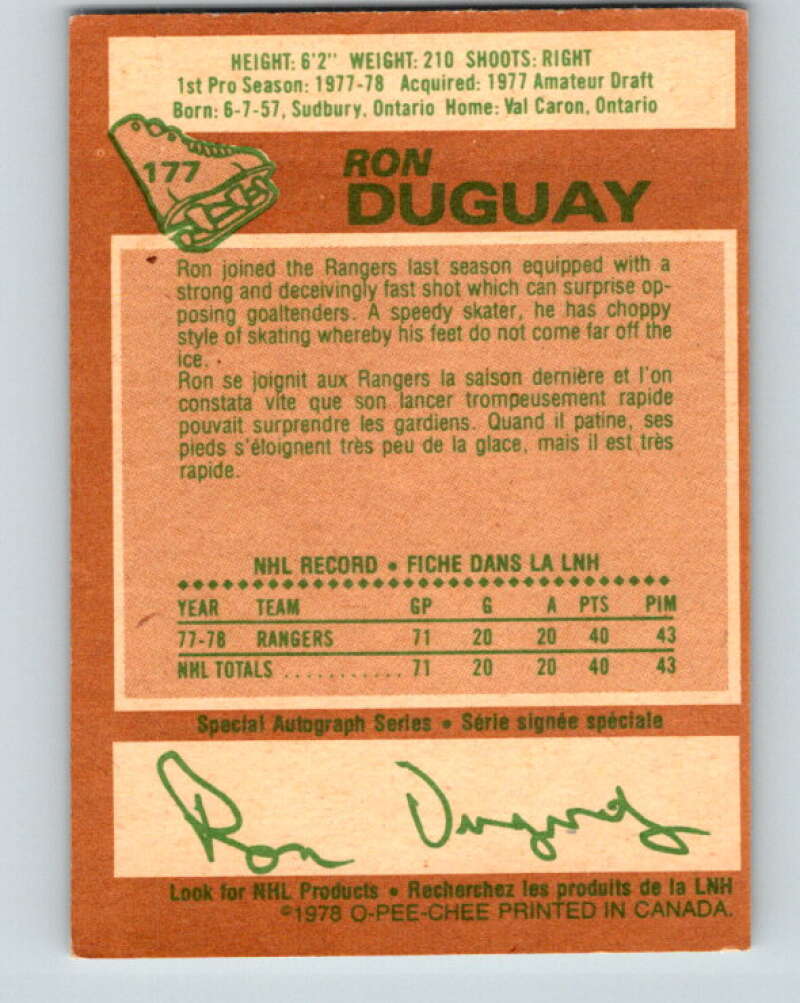 HEIGHT: 6'2" WEIGHT: 210 SHOOTS: RIGHT
1st Pro Season: 1977-78 Acquired: 1977 Amateur Draft
Born: 6-7-57, Sudbury, Ontario Home: Val Caron, Ontario
177
RON
DUGUAY
Ron joined the Rangers last season equipped with a
strong and deceivingly fast shot which can surprise op-
posing goaltenders. A speedy skater, he has choppy
style of skating whereby his feet do not come far off the
ice.
Ron se joignit aux Rangers la saison dernière et l'on
constata vite que son lancer trompeusement rapide
pouvait surprendre les gardiens. Quand il patine, ses
pieds s'éloignent très peu de la glace, mais il est très
rapide.
NHL RECORD • FICHE DANS LA LNH
YEAR TEAM GP G A PTS PIM
77-78 RANGERS 71 20 20 40 43
NHL TOTALS ............ 71 20 20 40 43
Special Autograph Series • Série signée spéciale
Ron Duguay
Look for NHL Products • Recherchez les produits de la LNH
©1978 O-PEE-CHEE PRINTED IN CANADA.